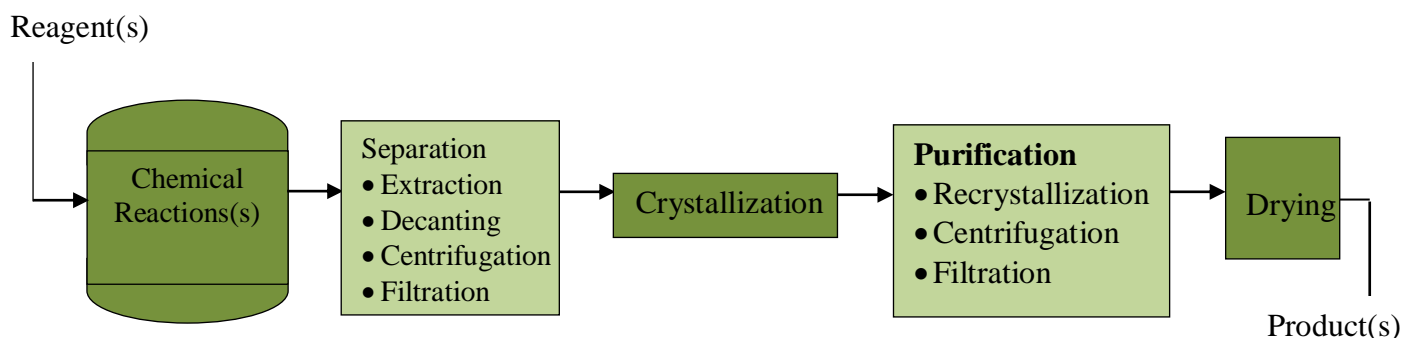 Reagent(s)
Chemical
Reactions(s)
Separation
• Extraction
• Decanting
• Centrifugation
• Filtration
Crystallization
Purification
• Recrystallization
• Centrifugation
• Filtration
Drying
Product(s)